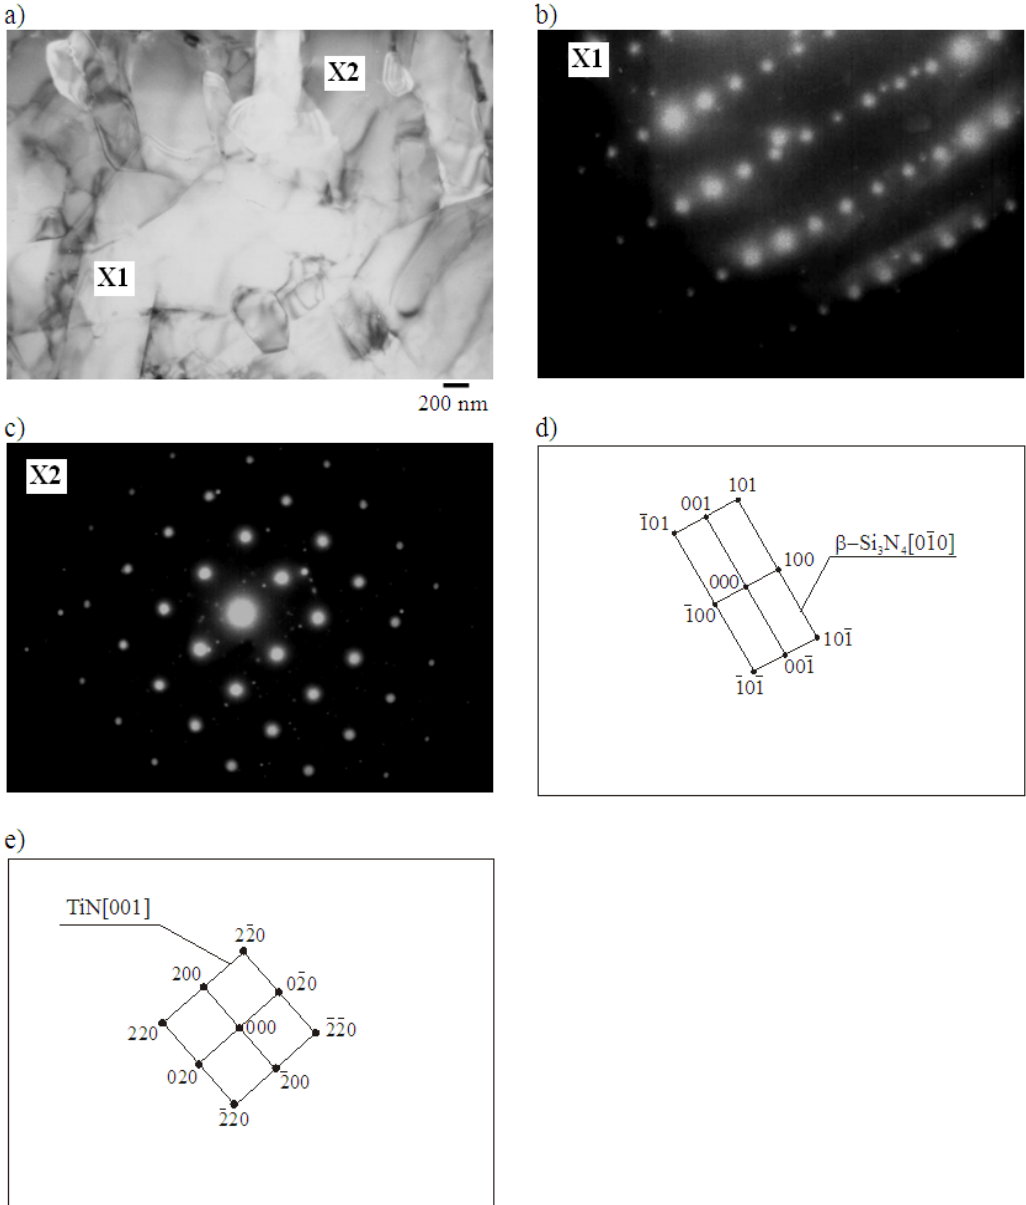 a)
X2
X1
200 nm
b)
X1
c)
X2
d)
101
001
1̅01
β–Si₃N₄[01̅0]
100
000
1̅00
101̅
001̅
1̅01̅
e)
TiN[001]
22̅0
200
02̅0
220
000
2̅2̅0
020
2̅00
2̅20